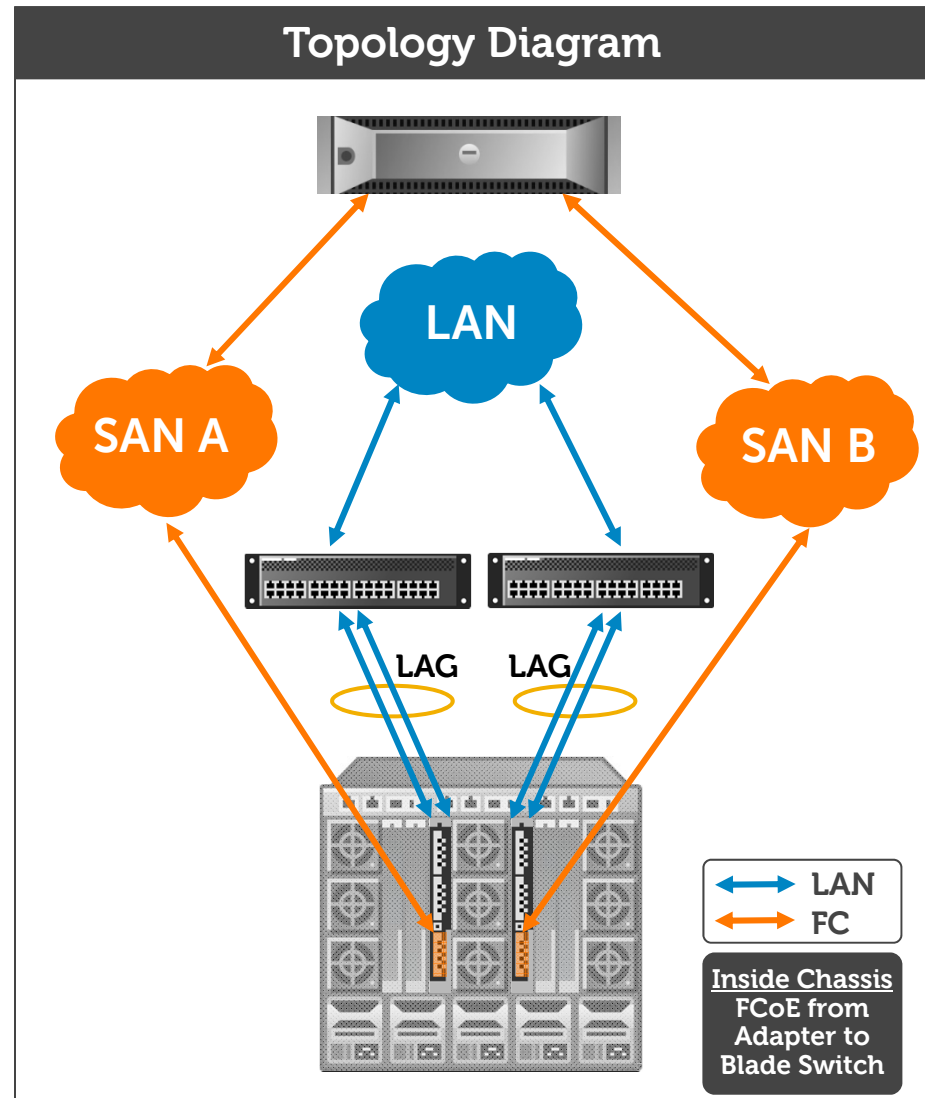 Topology Diagram
LAN
SAN A
SAN B
LAG
LAG
LAN
FC
Inside Chassis
FCoE from
Adapter to
Blade Switch